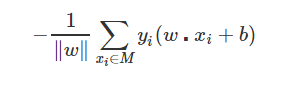 $-\frac{1}{\|w\|} \sum_{x_i \in M} y_i(w \cdot x_i + b)$